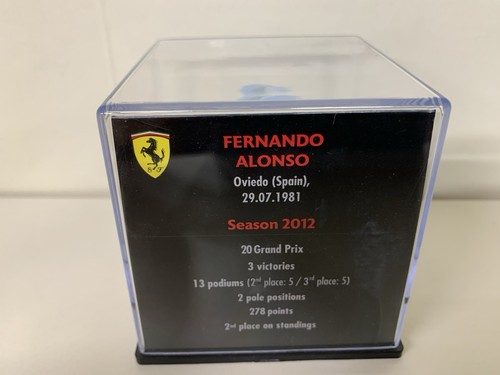 FERNANDO
ALONSO
Oviedo (Spain),
29.07.1981
Season 2012
20 Grand Prix
3 victories
13 podiums (2nd place: 5 / 3rd place: 5)
2 pole positions
278 points
2nd place on standings
S F